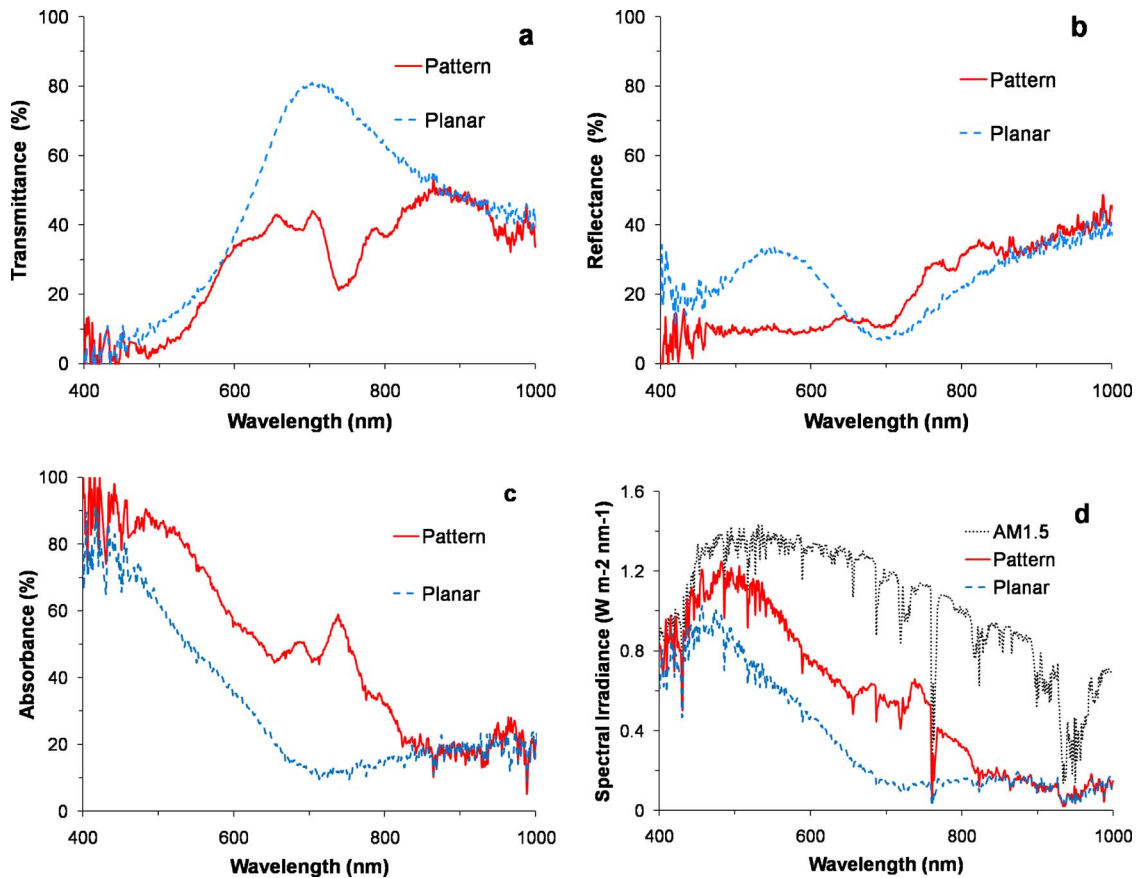 a
Transmittance (%)
100
80
60
40
20
0
Pattern
Planar
400 600 800 1000
Wavelength (nm)
b
Reflectance (%)
100
80
60
40
20
0
Pattern
Planar
400 600 800 1000
Wavelength (nm)
c
Absorbance (%)
100
80
60
40
20
0
Pattern
Planar
400 600 800 1000
Wavelength (nm)
d
Spectral Irradiance (W m-2 nm-1)
1.6
1.2
0.8
0.4
0
AM1.5
Pattern
Planar
400 600 800 1000
Wavelength (nm)